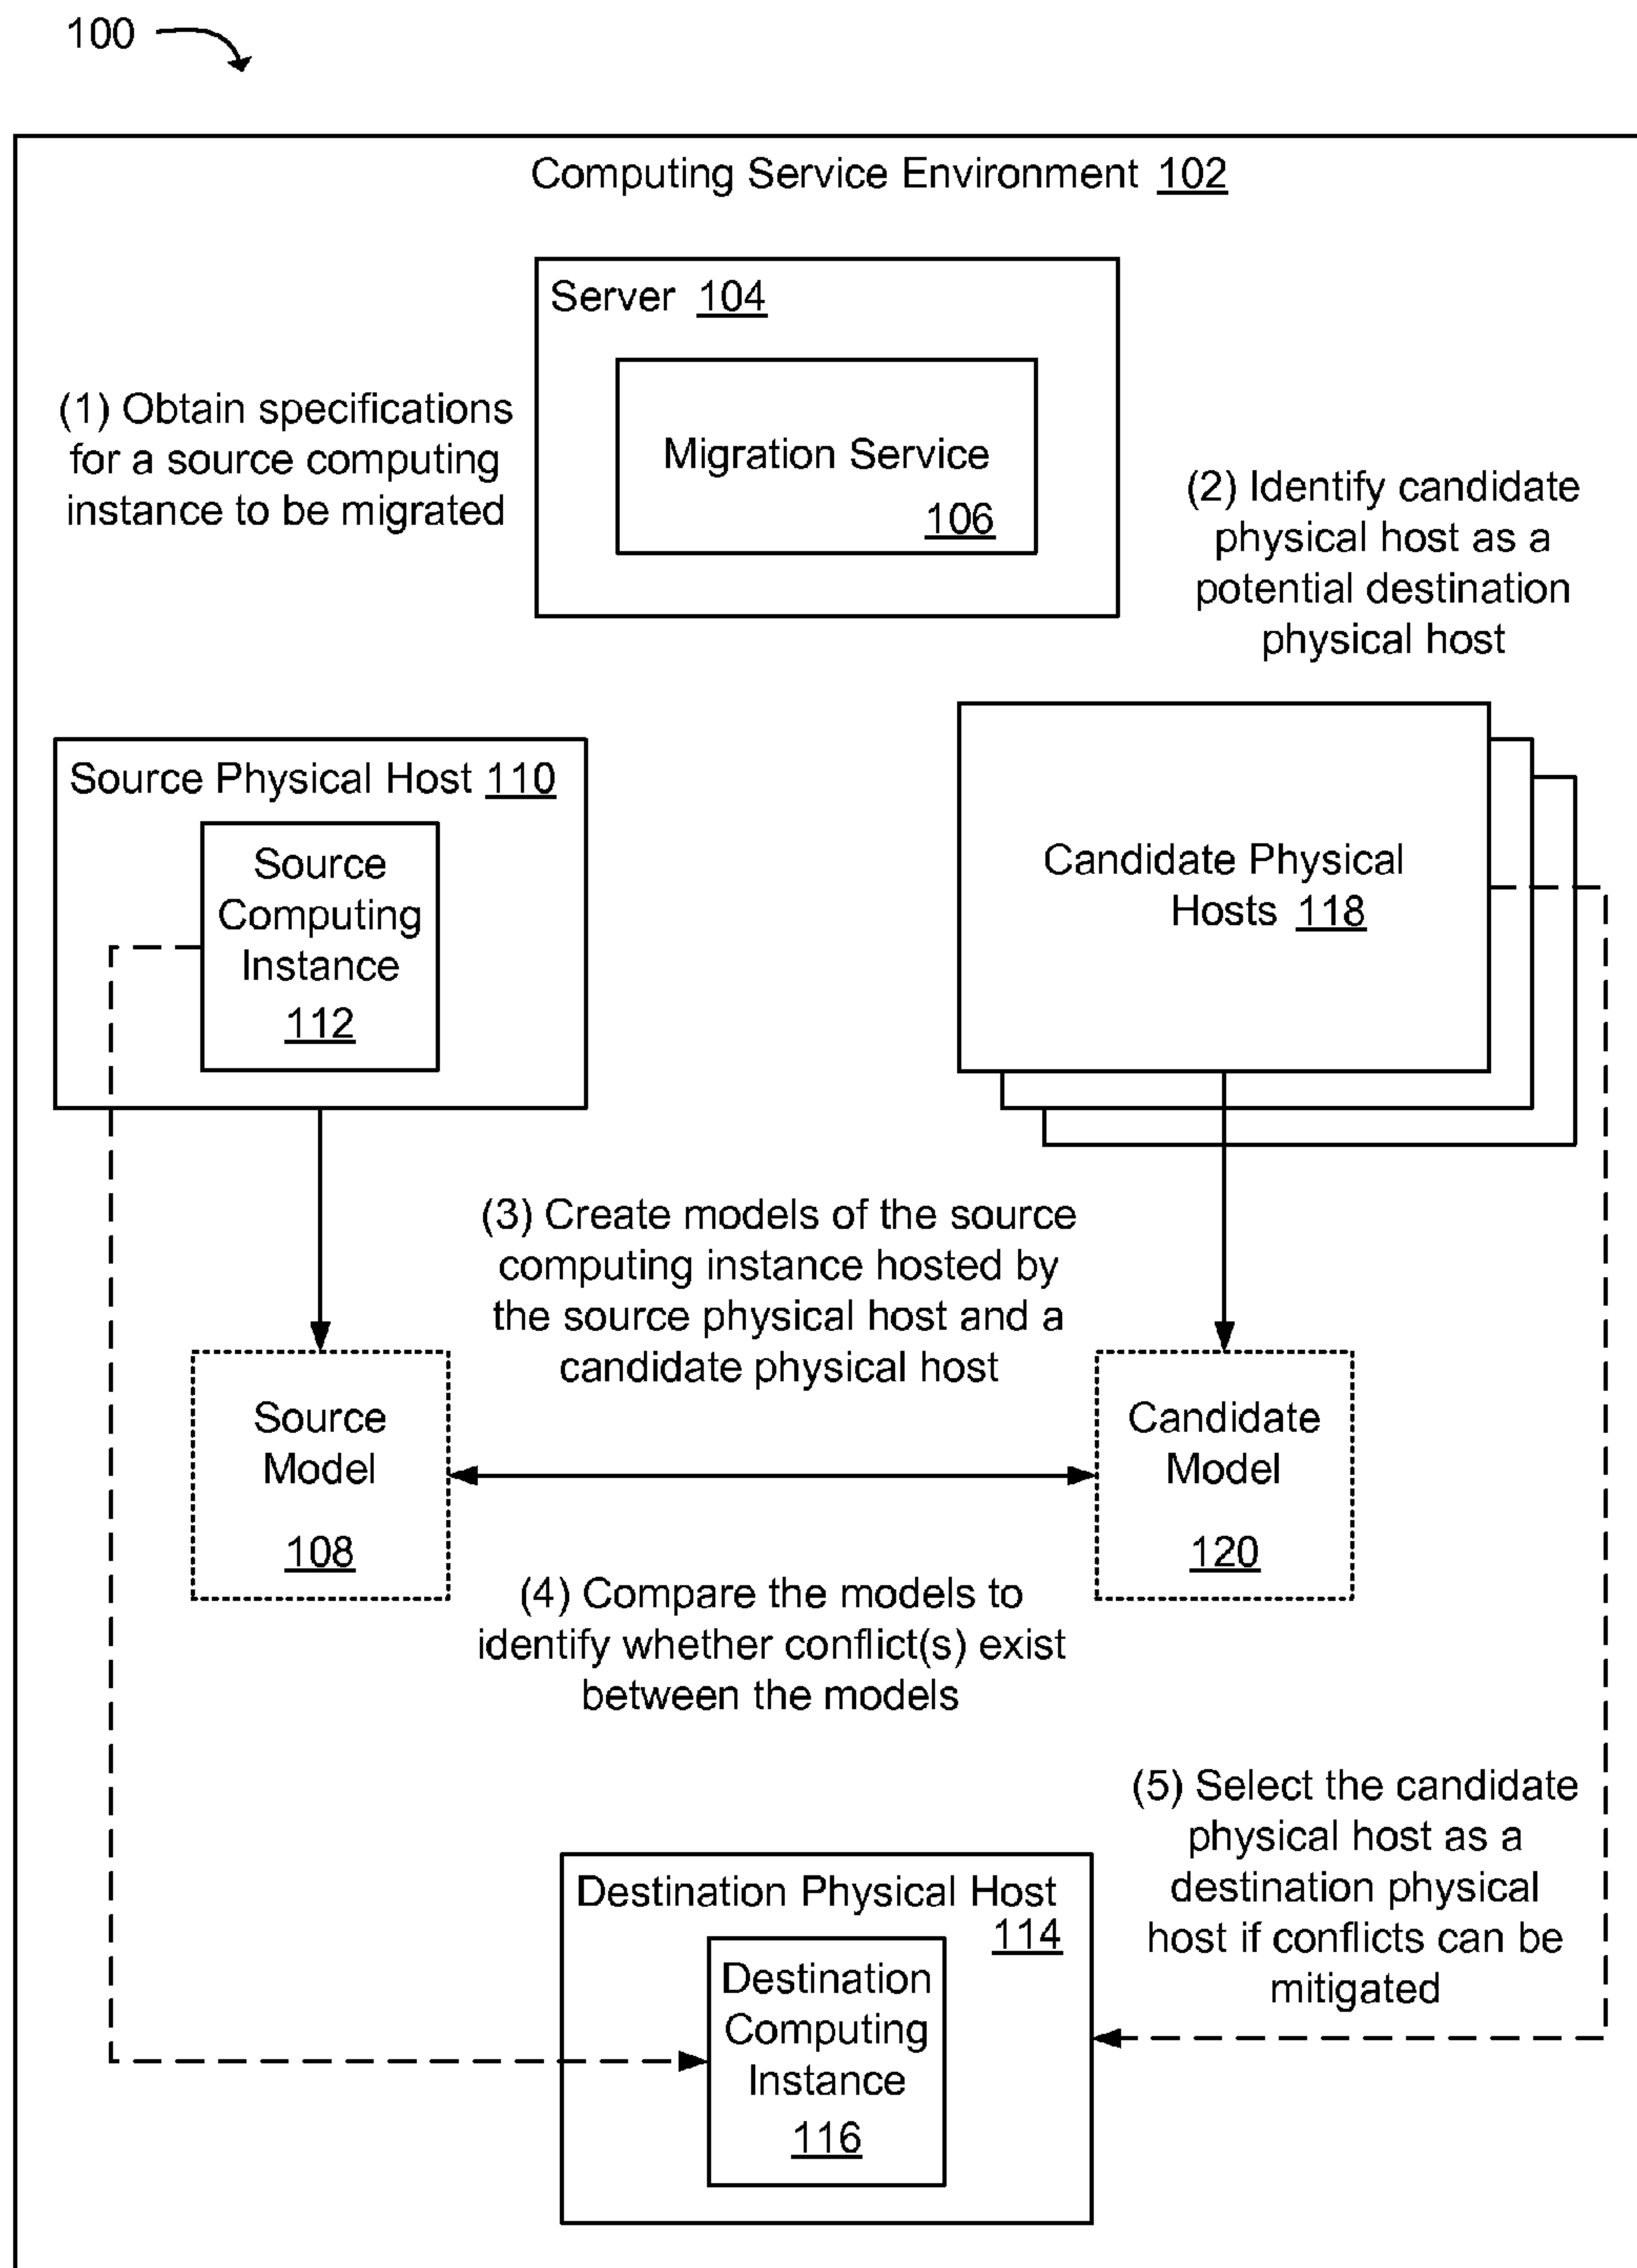 100
Computing Service Environment 102
Server 104
(1) Obtain specifications
for a source computing
instance to be migrated
Migration Service
106
(2) Identify candidate
physical host as a
potential destination
physical host
Source Physical Host 110
Source
Computing
Instance
112
Candidate Physical
Hosts 118
(3) Create models of the source
computing instance hosted by
the source physical host and a
candidate physical host
Source
Model
108
Candidate
Model
120
(4) Compare the models to
identify whether conflict(s) exist
between the models
(5) Select the candidate
physical host as a
destination physical
host if conflicts can be
mitigated
Destination Physical Host
114
Destination
Computing
Instance
116